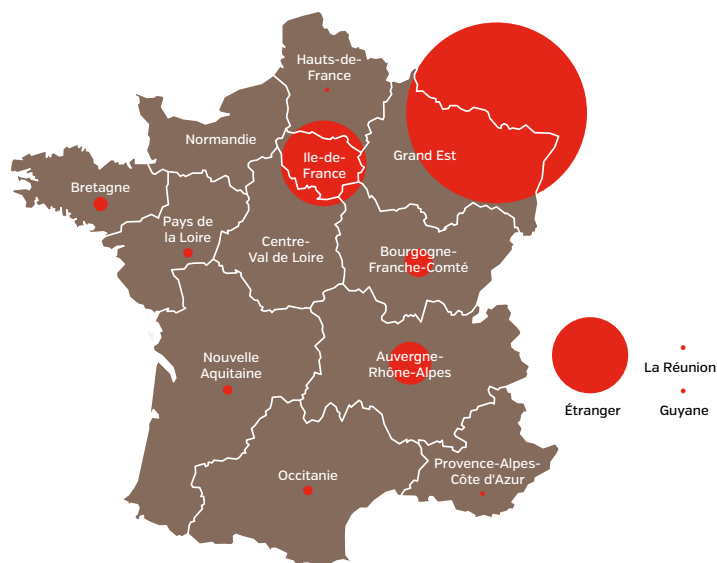 Hauts-de-
France
Normandie
Ile-de-
France
Grand Est
Bretagne
Pays de
la Loire
Centre-
Val de Loire
Bourgogne-
Franche-Comté
Nouvelle
Aquitaine
Auvergne-
Rhône-Alpes
La Réunion
Étranger
Guyane
Provence-Alpes-
Côte d'Azur
Occitanie